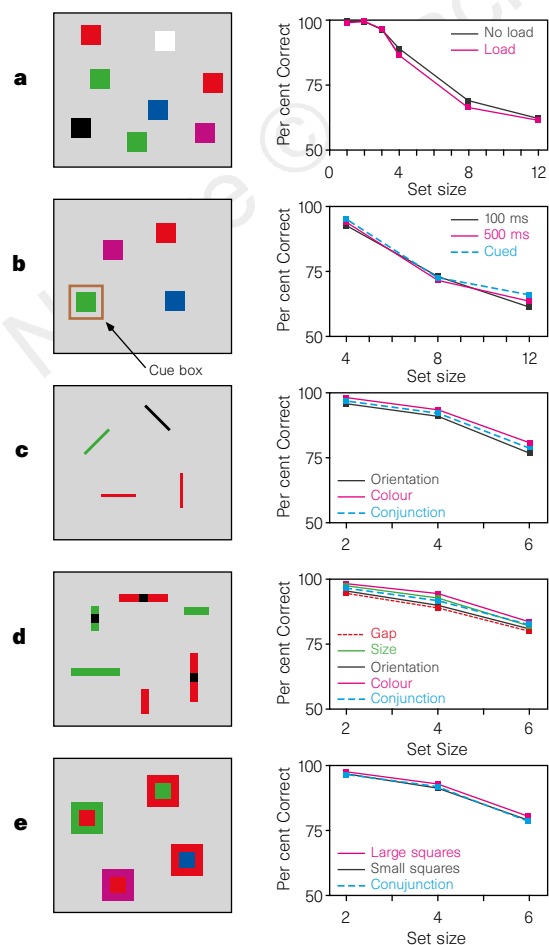 a
Per cent Correct
100
75
50
No load
Load
0 4 8 12
Set size
b
Cue box
Per cent Correct
100
75
50
100 ms
500 ms
Cued
4 8 12
Set size
c
Per cent Correct
100
75
50
Orientation
Colour
Conjunction
2 4 6
Set size
d
Per cent Correct
100
75
50
Gap
Size
Orientation
Colour
Conjunction
2 4 6
Set Size
e
Per cent Correct
100
75
50
Large squares
Small squares
Conujunction
2 4 6
Set size